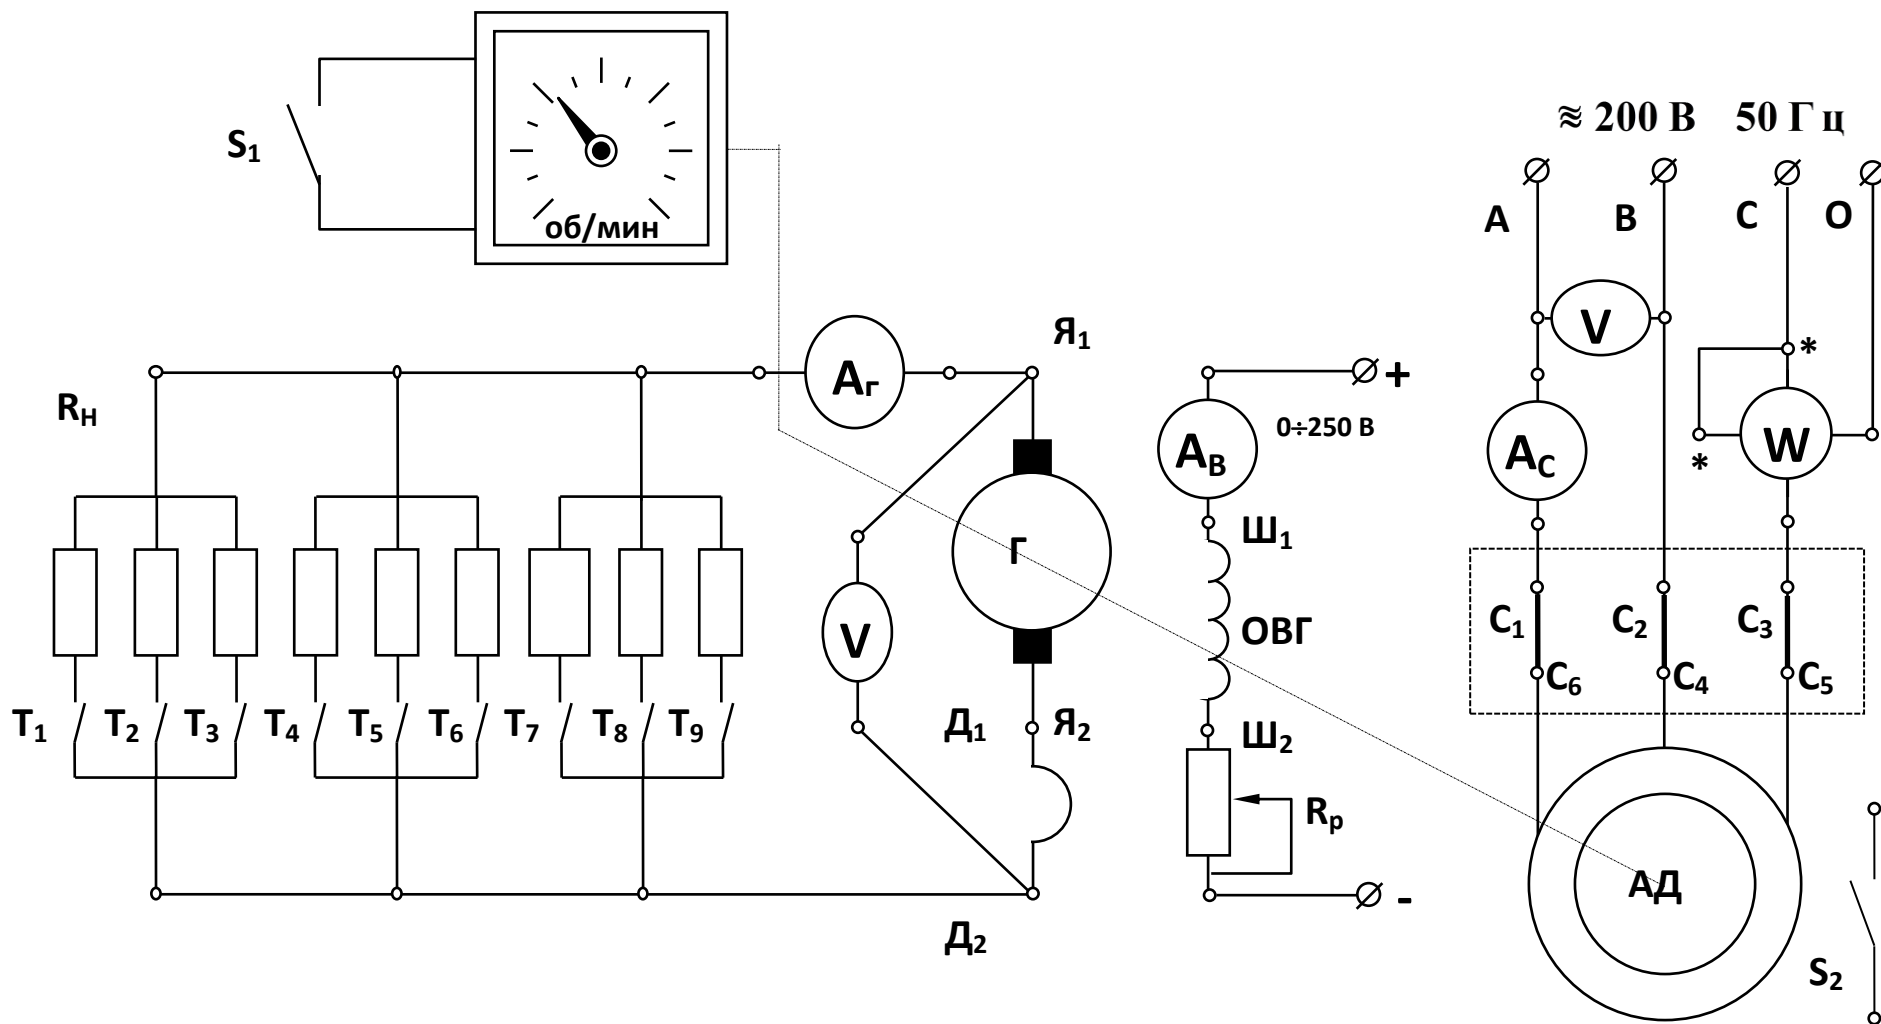 ≋ 200 В 50 Гц
S₁
об/мин
A B C O
V
*
*
W
Aг
Я₁
+
0÷250 В
Rн
Aв
Aс
Ш₁
Г
ОВГ
V
C₁ C₂ C₃
C₆ C₄ C₅
T₁ T₂ T₃ T₄ T₅ T₆ T₇ T₈ T₉
Д₁ Я₂
Ш₂
Rр
АД
-
Д₂
S₂